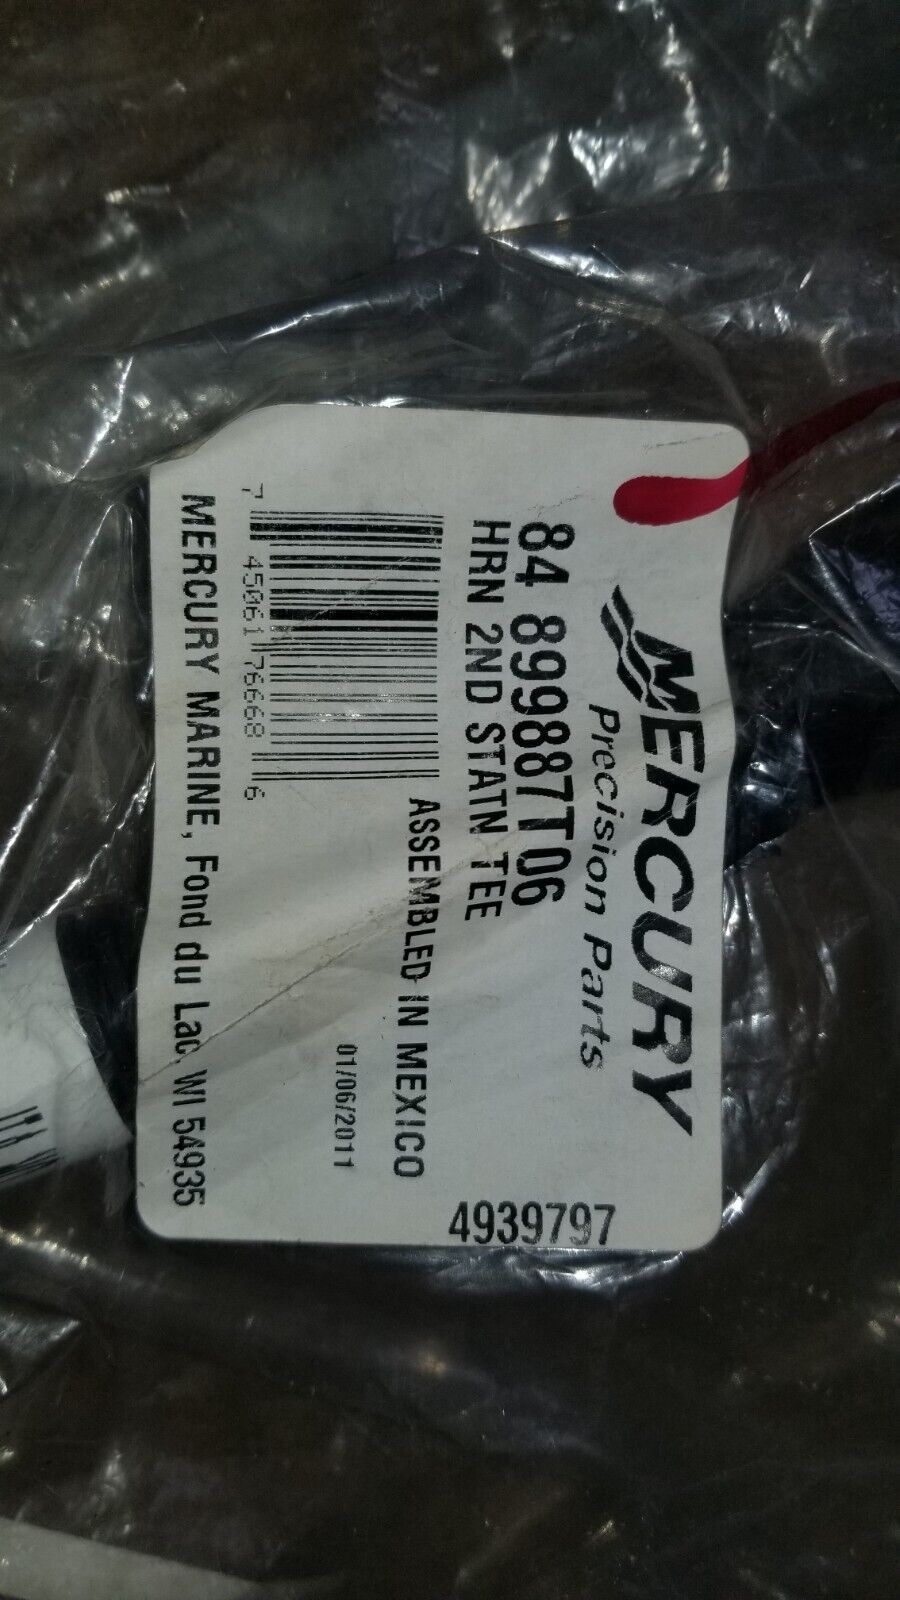 MERCURY
Precision Parts
84 899887T06
HRN 2ND STATN TEE
ASSEMBLED IN MEXICO
7 45061 76668 6
01/06/2011
MERCURY MARINE, Fond du Lac, WI 54935
4939797